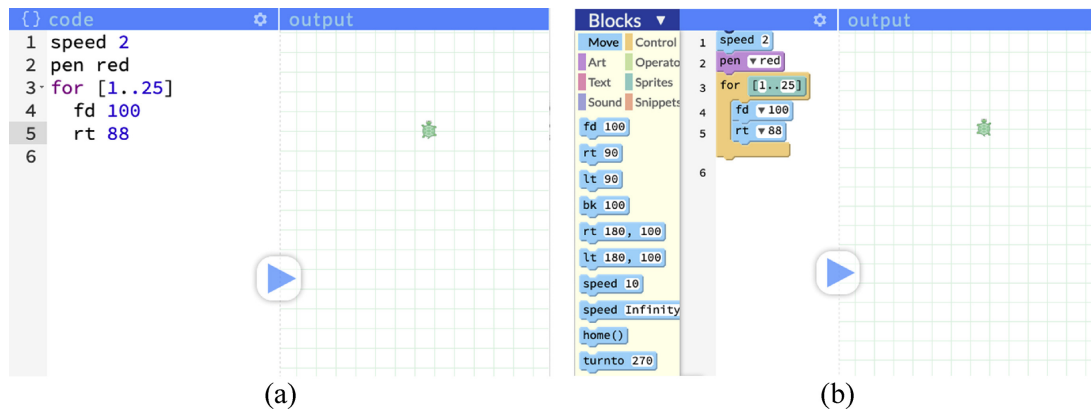 {} code
output
1 speed 2
2 pen red
3 for [1..25]
4 fd 100
5 rt 88
6
Blocks ▼
Move Control
Art Operato
Text Sprites
Sound Snippets
fd 100
rt 90
lt 90
bk 100
rt 180, 100
lt 180, 100
speed 10
speed Infinity
home()
turnto 270
output
1 speed 2
2 pen ▼ red
3 for [1..25]
4 fd ▼ 100
5 rt ▼ 88
6
(a)
(b)